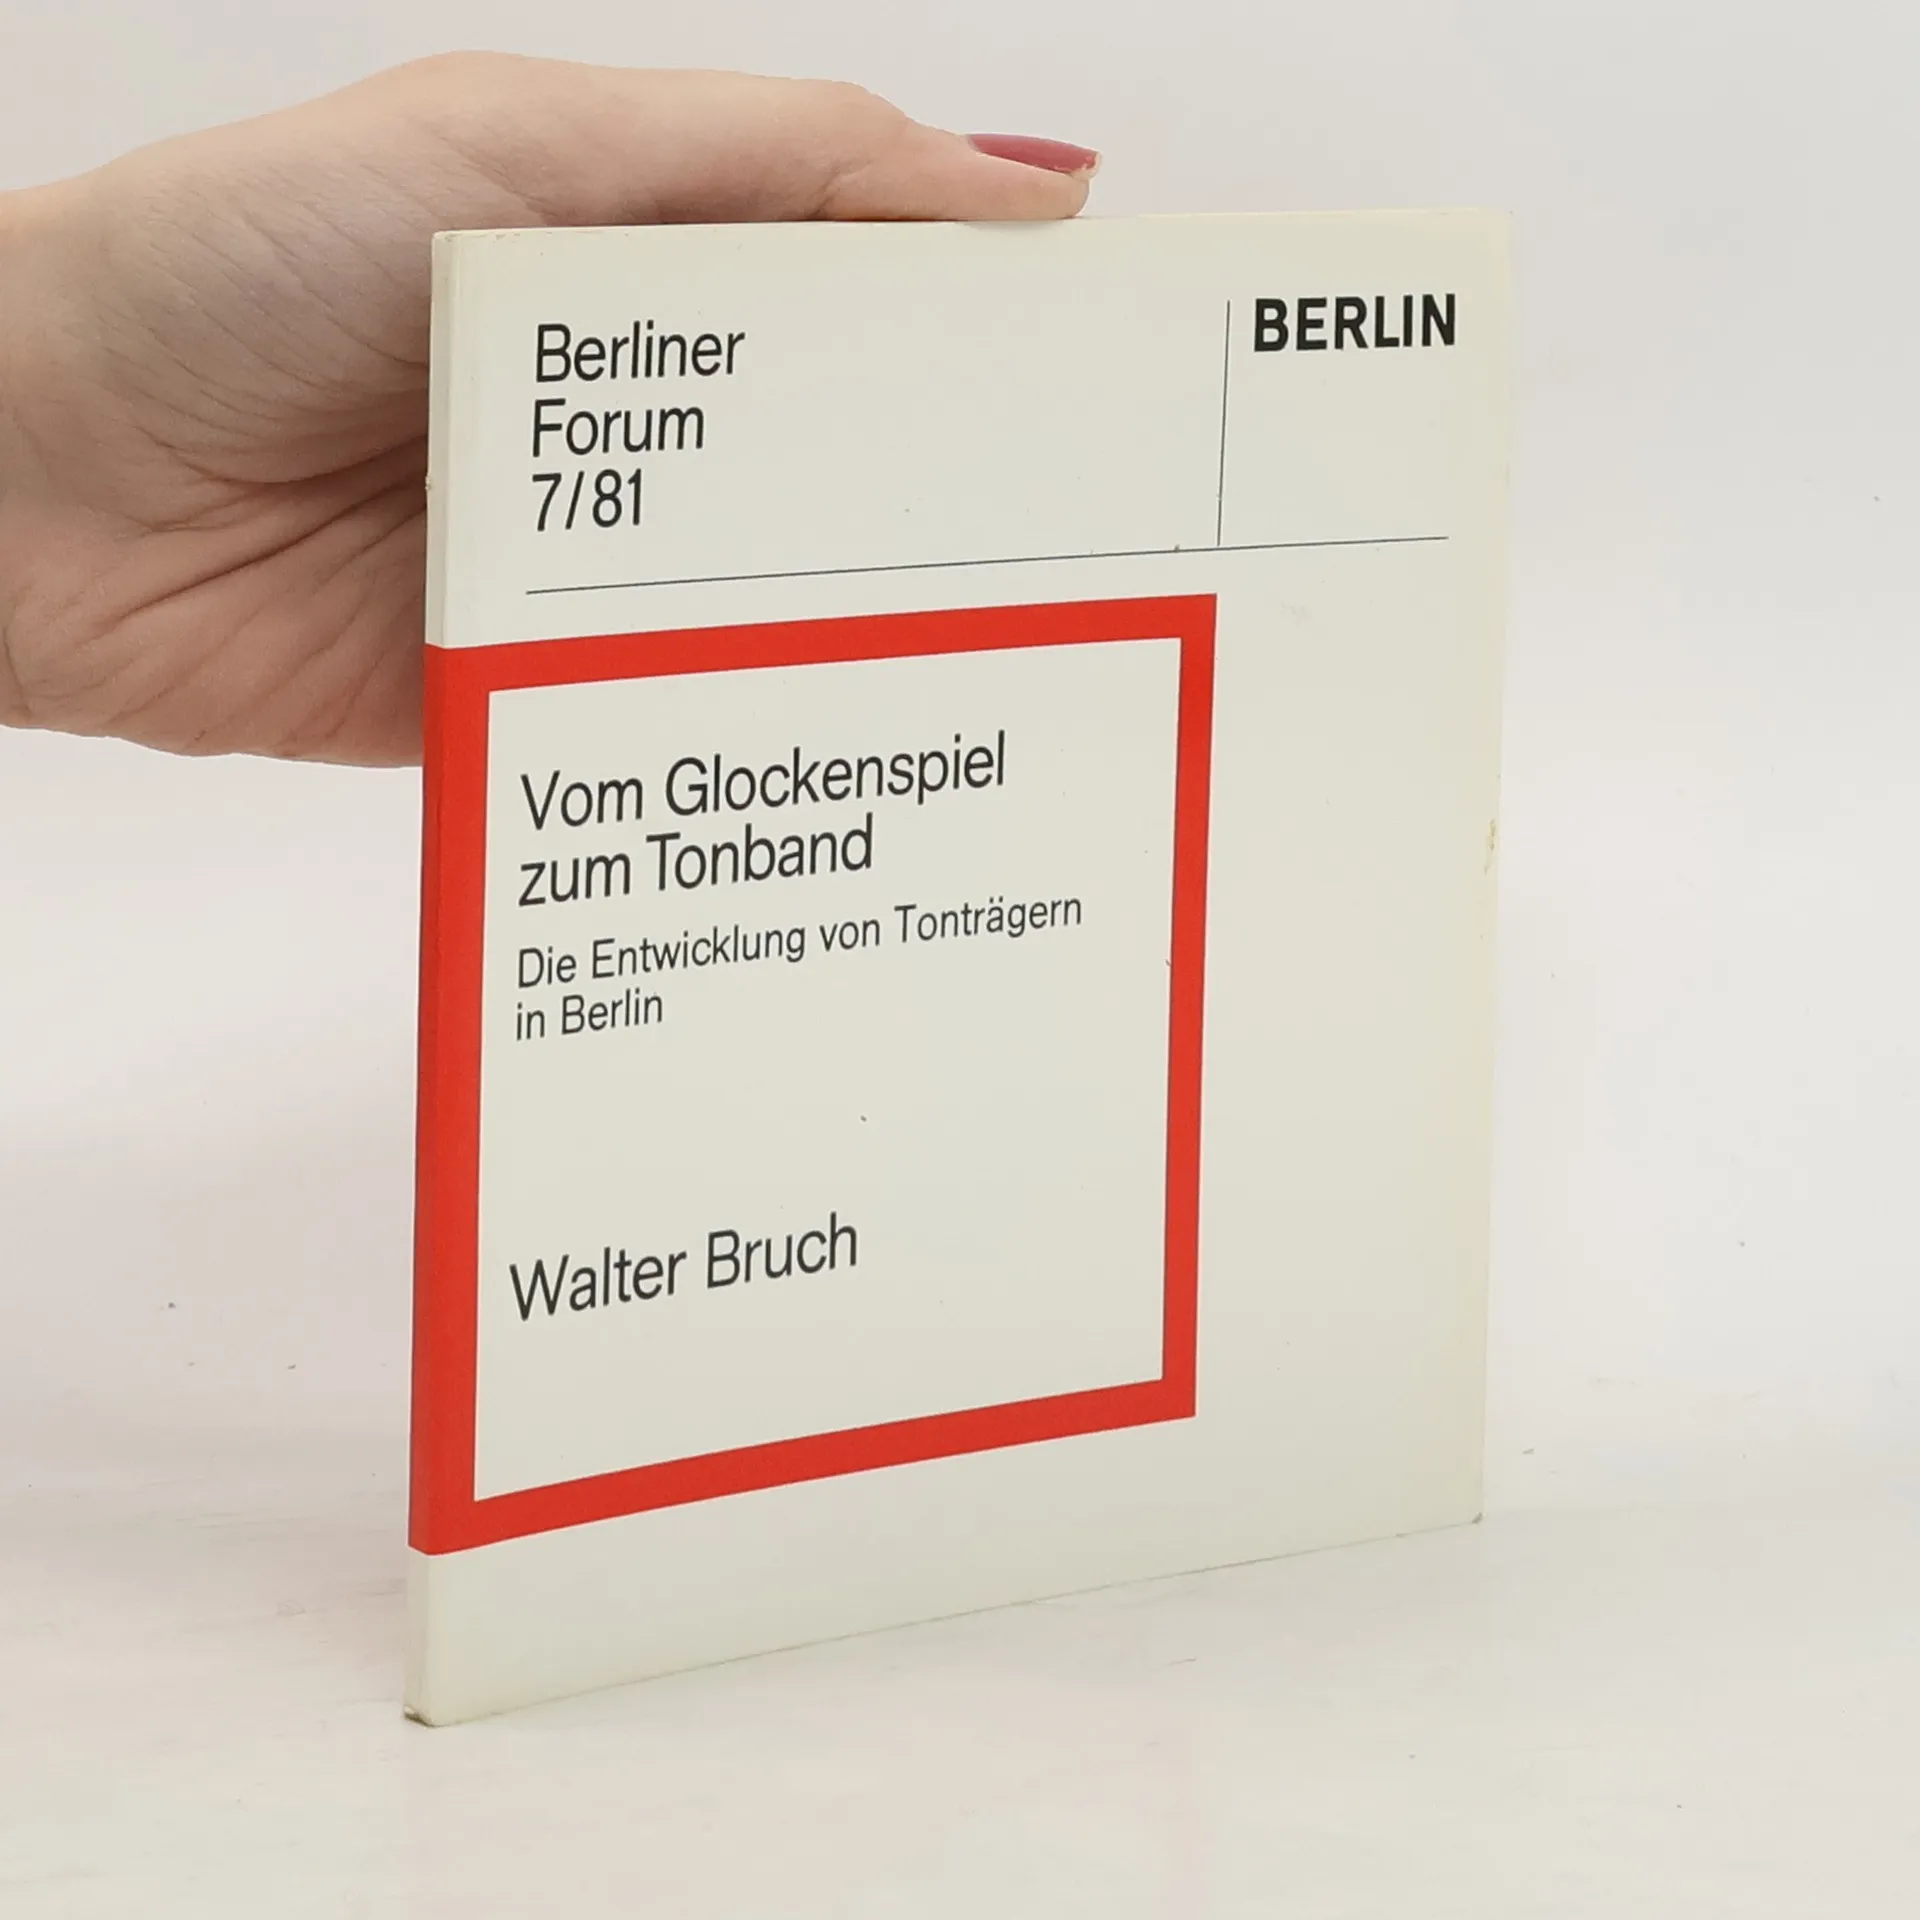 Berliner
Forum
7/81
BERLIN
Vom Glockenspiel
zum Tonband
Die Entwicklung von Tonträgern
in Berlin
Walter Bruch